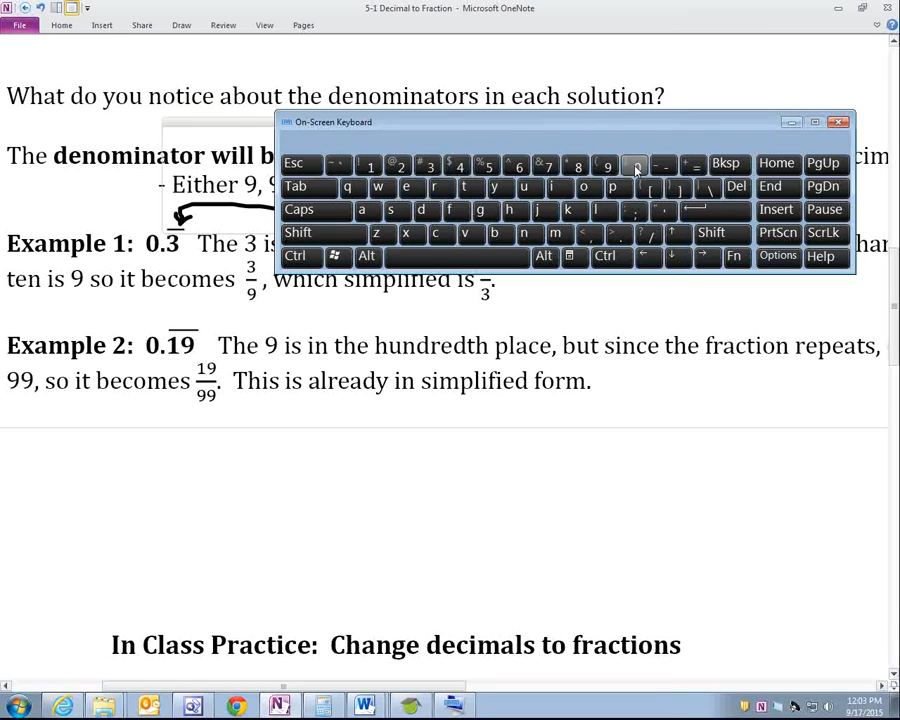 5-1 Decimal to Fraction - Microsoft OneNote
File Home Insert Share Draw Review View Pages
What do you notice about the denominators in each solution?
On-Screen Keyboard
The denominator will b
cim
- Either 9, 9
Esc ~ ` ! 1 @ 2 # 3 $ 4 % 5 ^ 6 & 7 * 8 ( 9 ) 0 _ - + = Bksp Home PgUp
Tab q w e r t y u i o p { [ } ] | \ Del End PgDn
Caps a s d f g h j k l : ; " ' Insert Pause
Shift z x c v b n m < , > . ? / ↑ Shift PrtScn ScrLk
Ctrl Alt Alt Ctrl ← ↓ → Fn Options Help
Example 1: 0.3̅ The 3 is
han
ten is 9 so it becomes 3/9, which simplified is /3.
Example 2: 0.1̅9̅ The 9 is in the hundredth place, but since the fraction repeats,
99, so it becomes 19/99. This is already in simplified form.
In Class Practice: Change decimals to fractions
12:03 PM
9/17/2015